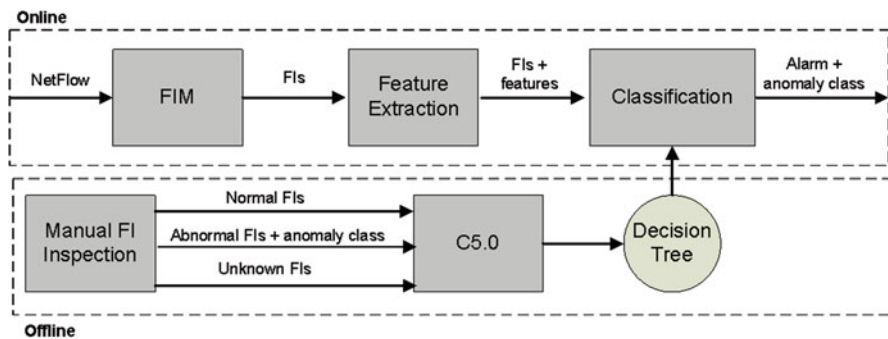 Online
NetFlow
FIM
FIs
Feature
Extraction
FIs +
features
Classification
Alarm +
anomaly class
Manual FI
Inspection
Normal FIs
Abnormal FIs + anomaly class
Unknown FIs
C5.0
Decision
Tree
Offline